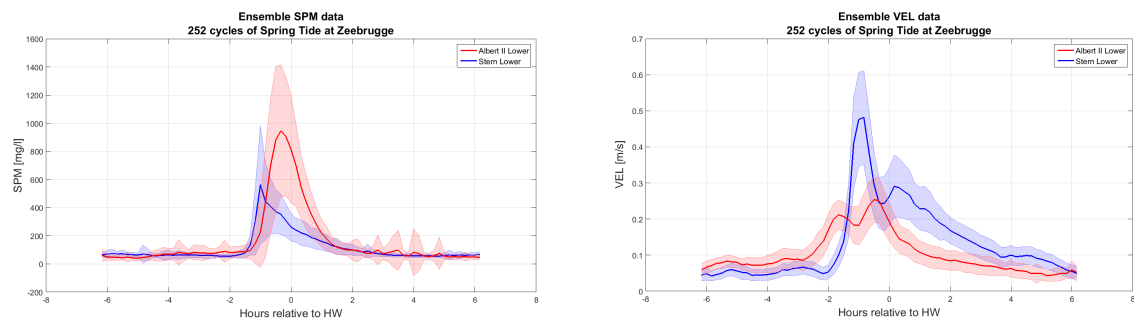 Ensemble SPM data
252 cycles of Spring Tide at Zeebrugge
1600
1400
1200
1000
800
600
400
200
0
-200
SPM [mg/l]
Albert II Lower
Stern Lower
-8 -6 -4 -2 0 2 4 6 8
Hours relative to HW
Ensemble VEL data
252 cycles of Spring Tide at Zeebrugge
0.7
0.6
0.5
0.4
0.3
0.2
0.1
0
VEL [m/s]
Albert II Lower
Stern Lower
-8 -6 -4 -2 0 2 4 6 8
Hours relative to HW